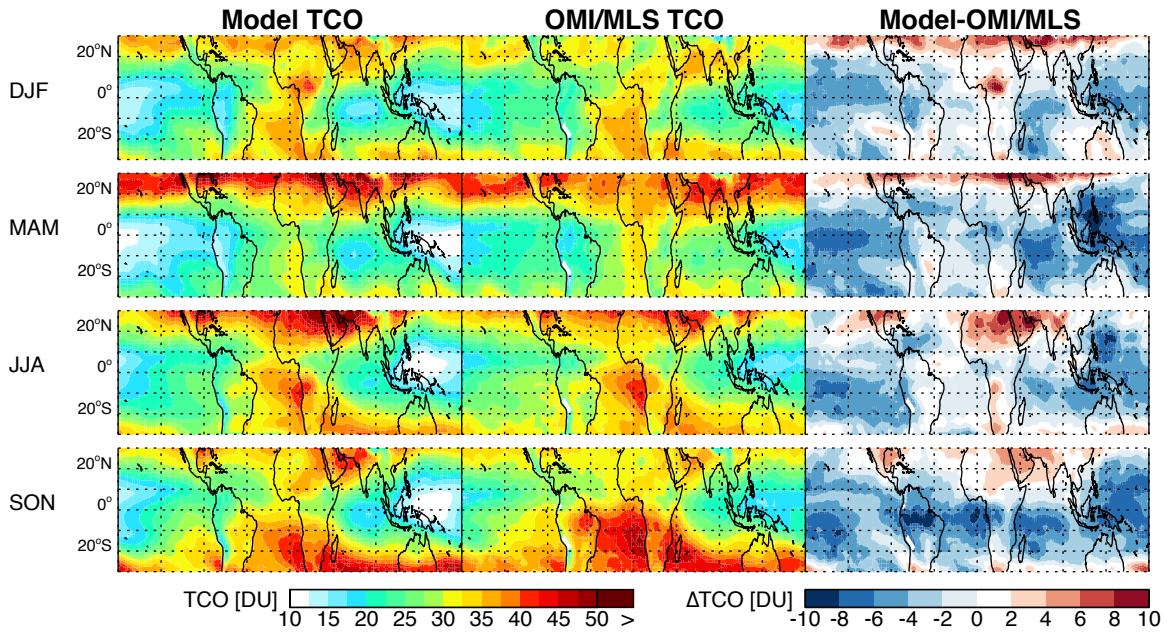 Model TCO OMI/MLS TCO Model-OMI/MLS
20°N
DJF 0°
20°S
20°N
MAM 0°
20°S
20°N
JJA 0°
20°S
20°N
SON 0°
20°S
TCO [DU] ΔTCO [DU]
10 15 20 25 30 35 40 45 50 > -10 -8 -6 -4 -2 0 2 4 6 8 10